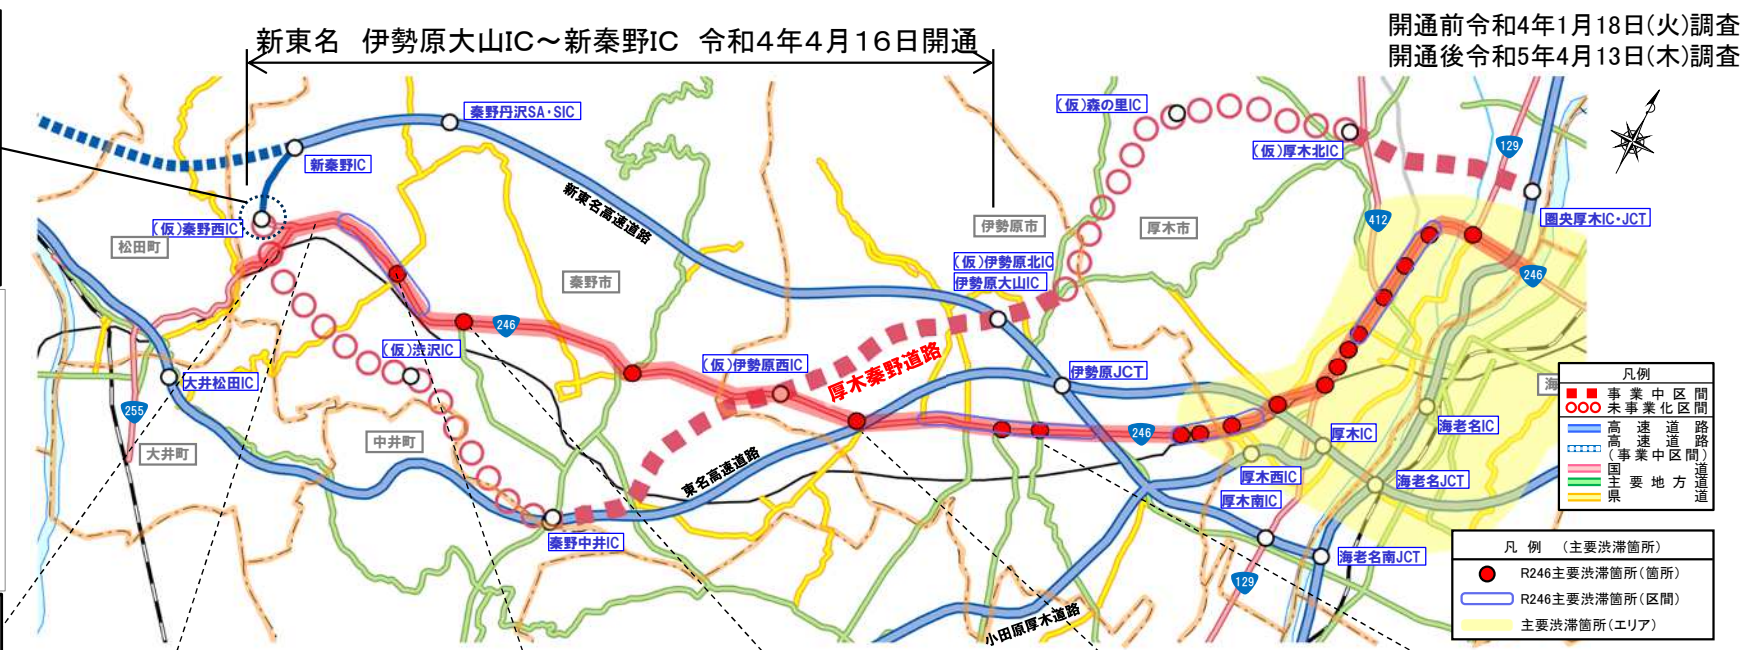 新東名 伊勢原大山IC～新秦野IC 令和4年4月16日開通
開通前令和4年1月18日(火)調査
開通後令和5年4月13日(木)調査
秦野丹沢SA・SIC
(仮)森の里IC
(仮)厚木北IC
129
新秦野IC
新東名高速道路
412
圏央厚木IC・JCT
(仮)秦野西IC
松田町
伊勢原市
厚木市
秦野市
(仮)伊勢原北IC
伊勢原大山IC
246
246
(仮)渋沢IC
(仮)伊勢原西IC
厚木秦野道路
伊勢原JCT
大井松田IC
255
凡例
事業中区間
未事業化区間
高速道路
高速道路
(事業中区間)
国道
主要地方道
県道
海
大井町
中井町
246
厚木IC
海老名IC
東名高速道路
厚木西IC
海老名JCT
厚木南IC
秦野中井IC
海老名南JCT
129
小田原厚木道路
凡例 (主要渋滞箇所)
R246主要渋滞箇所(箇所)
R246主要渋滞箇所(区間)
主要渋滞箇所(エリア)